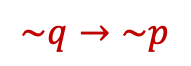 ~q → ~p